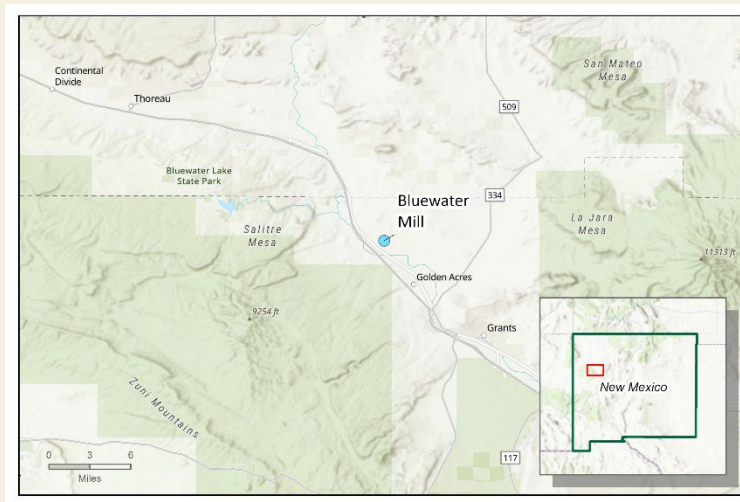 San Mateo
Mesa
Continental
Divide
Thoreau
509
Bluewater Lake
State Park
Bluewater
Mill
334
La Jara
Mesa
Salitre
Mesa
11313 ft
Golden Acres
9254 ft
Grants
New Mexico
Zuni Mountains
117
0 3 6
Miles